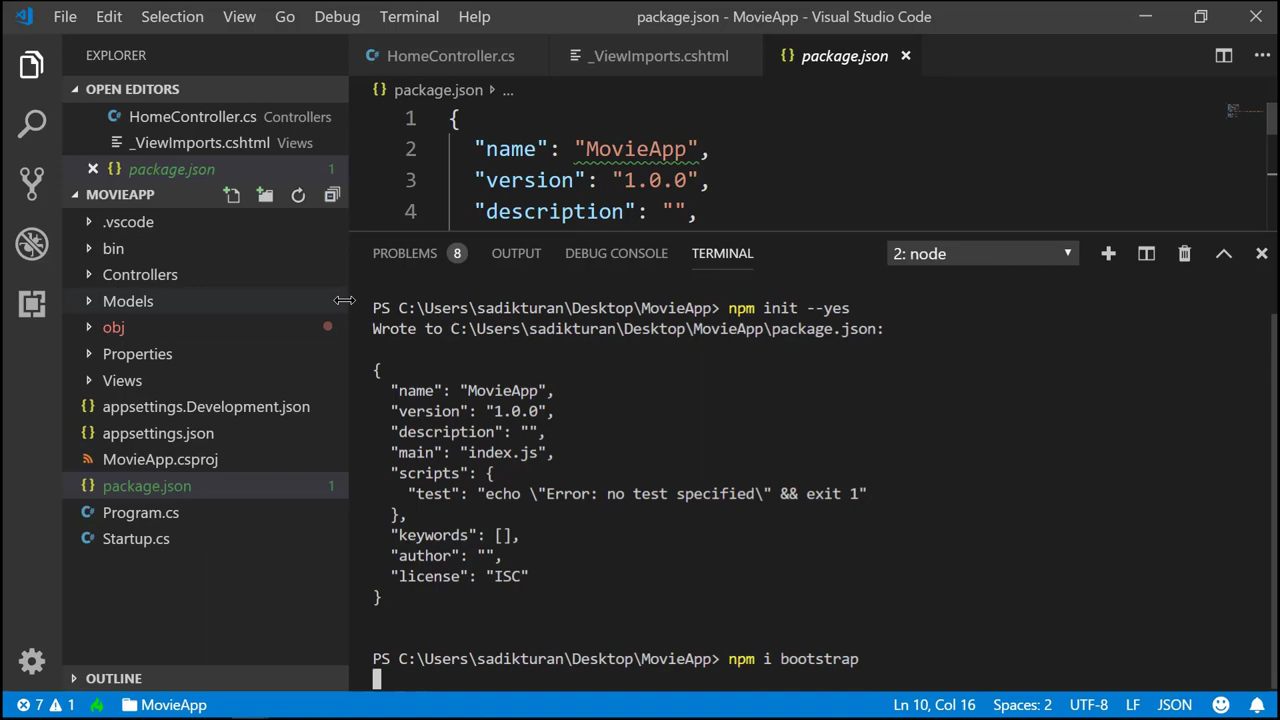 File Edit Selection View Go Debug Terminal Help package.json - MovieApp - Visual Studio Code
EXPLORER
OPEN EDITORS
HomeController.cs Controllers
_ViewImports.cshtml Views
package.json 1
MOVIEAPP
.vscode
bin
Controllers
Models
obj
Properties
Views
appsettings.Development.json
appsettings.json
MovieApp.csproj
package.json 1
Program.cs
Startup.cs
OUTLINE
HomeController.cs _ViewImports.cshtml {} package.json
{} package.json ...
1 {
2 "name": "MovieApp",
3 "version": "1.0.0",
4 "description": "",
PROBLEMS 8 OUTPUT DEBUG CONSOLE TERMINAL 2: node
PS C:\Users\sadikturan\Desktop\MovieApp> npm init --yes
Wrote to C:\Users\sadikturan\Desktop\MovieApp\package.json:
{
"name": "MovieApp",
"version": "1.0.0",
"description": "",
"main": "index.js",
"scripts": {
"test": "echo \"Error: no test specified\" && exit 1"
},
"keywords": [],
"author": "",
"license": "ISC"
}
PS C:\Users\sadikturan\Desktop\MovieApp> npm i bootstrap
7 1 MovieApp Ln 10, Col 16 Spaces: 2 UTF-8 LF JSON